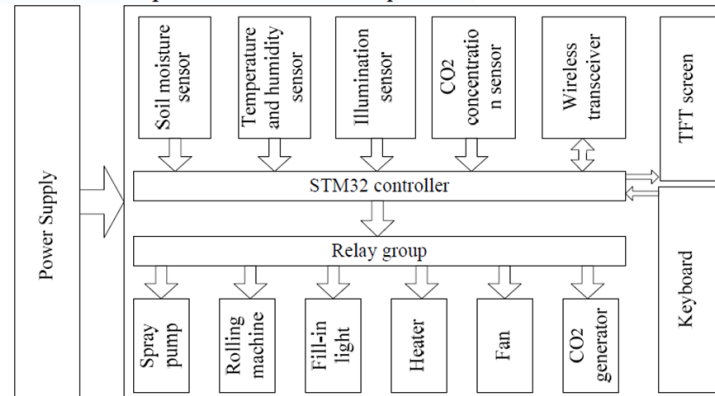 Power Supply
Soil moisture
sensor
Temperature
and humidity
sensor
Illumination
sensor
CO2
concentratio
n sensor
Wireless
transceiver
TFT screen
STM32 controller
Relay group
Keyboard
Spray
pump
Rolling
machine
Fill-in
light
Heater
Fan
CO2
generator